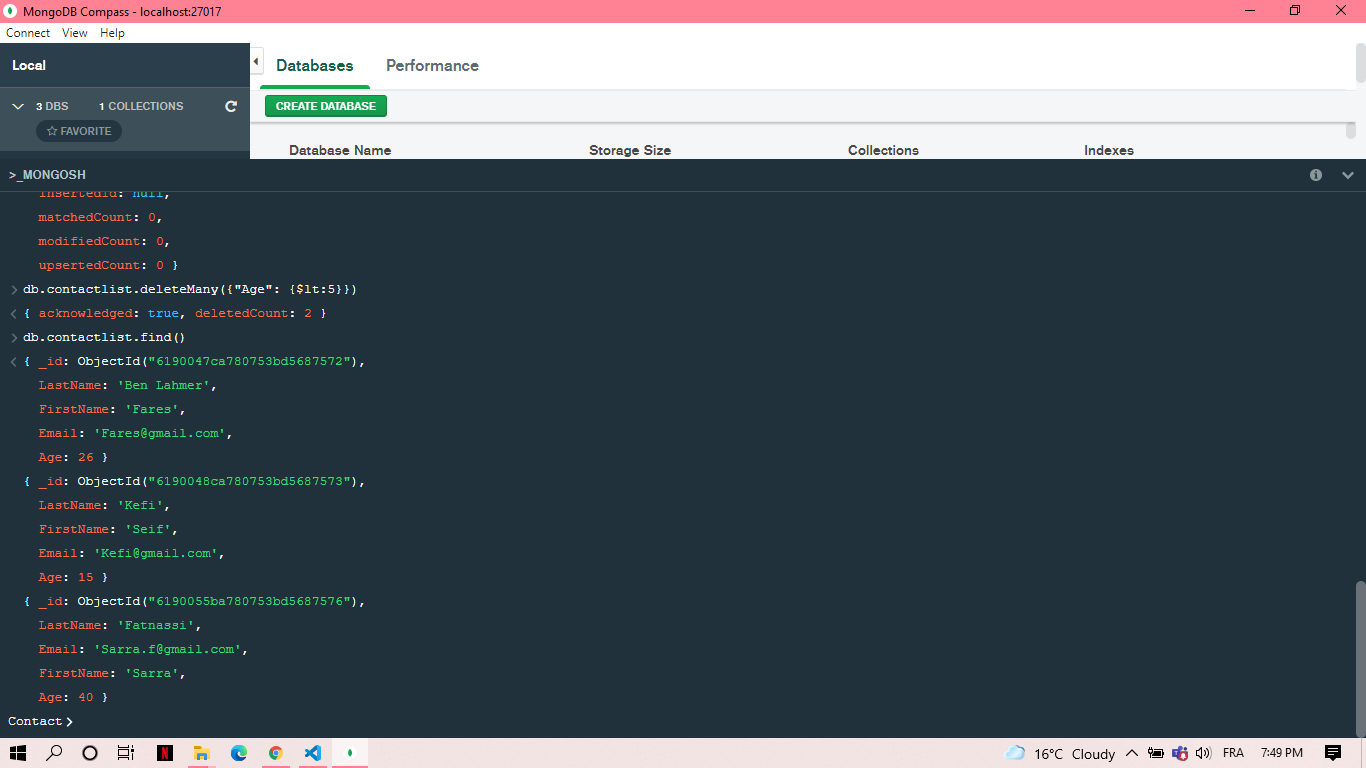 MongoDB Compass - localhost:27017
Connect View Help
Local
Databases Performance
3 DBS 1 COLLECTIONS
CREATE DATABASE
FAVORITE
Database Name Storage Size Collections Indexes
>_MONGOSH
insertedId: null,
matchedCount: 0,
modifiedCount: 0,
upsertedCount: 0 }
> db.contactlist.deleteMany({"Age": {$lt:5}})
< { acknowledged: true, deletedCount: 2 }
> db.contactlist.find()
< { _id: ObjectId("6190047ca780753bd5687572"),
LastName: 'Ben Lahmer',
FirstName: 'Fares',
Email: 'Fares@gmail.com',
Age: 26 }
{ _id: ObjectId("6190048ca780753bd5687573"),
LastName: 'Kefi',
FirstName: 'Seif',
Email: 'Kefi@gmail.com',
Age: 15 }
{ _id: ObjectId("6190055ba780753bd5687576"),
LastName: 'Fatnassi',
Email: 'Sarra.f@gmail.com',
FirstName: 'Sarra',
Age: 40 }
Contact >
N 16°C Cloudy FRA 7:49 PM